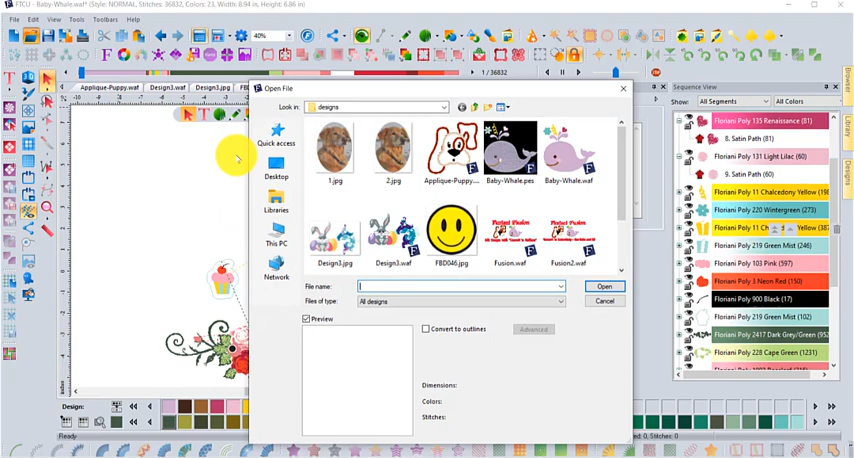 FTCU - Baby-Whale.waf* (Style: NORMAL, Stitches: 36832, Colors: 23, Width: 8.94 in, Height: 6.86 in)
File Edit View Tools Toolbars Help
40%
1 / 36832
Applique-Puppy.waf Design3.waf Design3.jpg
Open File
Look in: designs
Quick access
Desktop
Libraries
This PC
Network
1.jpg 2.jpg Applique-Puppy... Baby-Whale.pes Baby-Whale.waf
Design3.jpg Design3.waf FBD046.jpg Fusion.waf Fusion2.waf
File name:
Open
Files of type: All designs
Cancel
Preview
Convert to outlines
Advanced
Dimensions:
Colors:
Stitches:
Sequence View
Show: All Segments All Colors
Floriani Poly 135 Renaissance (81)
8. Satin Path (81)
Floriani Poly 131 Light Lilac (60)
9. Satin Path (60)
Floriani Poly 11 Chalcedony Yellow (198
Floriani Poly 220 Wintergreen (273)
Floriani Poly 219 Green Mist (246)
Floriani Poly 103 Pink (597)
Floriani Poly 3 Neon Red (150)
Floriani Poly 900 Black (17)
Floriani Poly 219 Green Mist (102)
Floriani Poly 2417 Dark Grey/Green (95
Floriani Poly 228 Cape Green (1231)
Browser
Library
Designs
inches
Design:
Ready
0, Stitches: 0